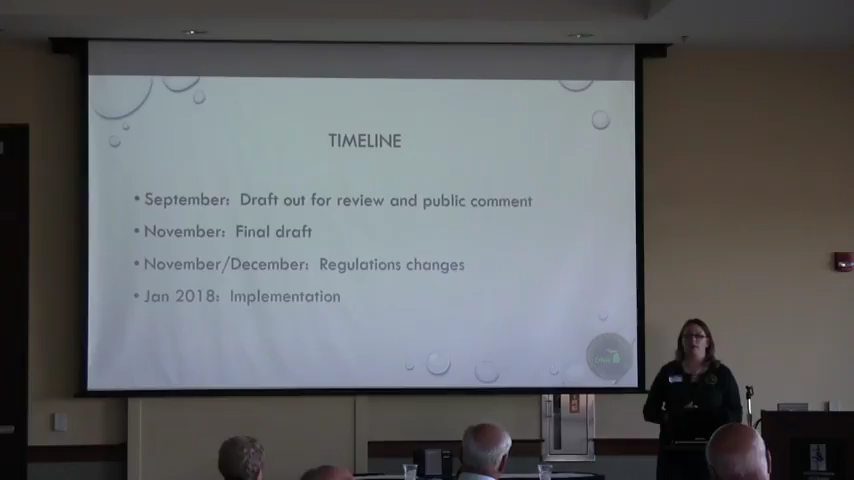 TIMELINE
• September: Draft out for review and public comment
• November: Final draft
• November/December: Regulations changes
• Jan 2018: Implementation